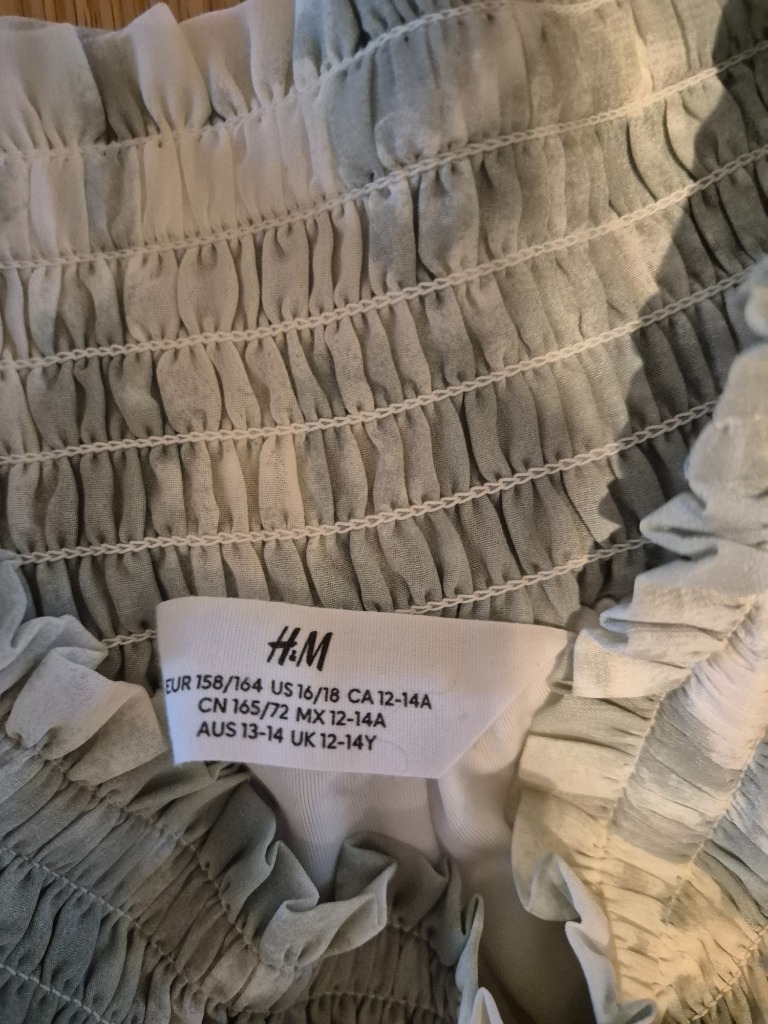 H&M
EUR 158/164 US 16/18 CA 12-14A
CN 165/72 MX 12-14A
AUS 13-14 UK 12-14Y